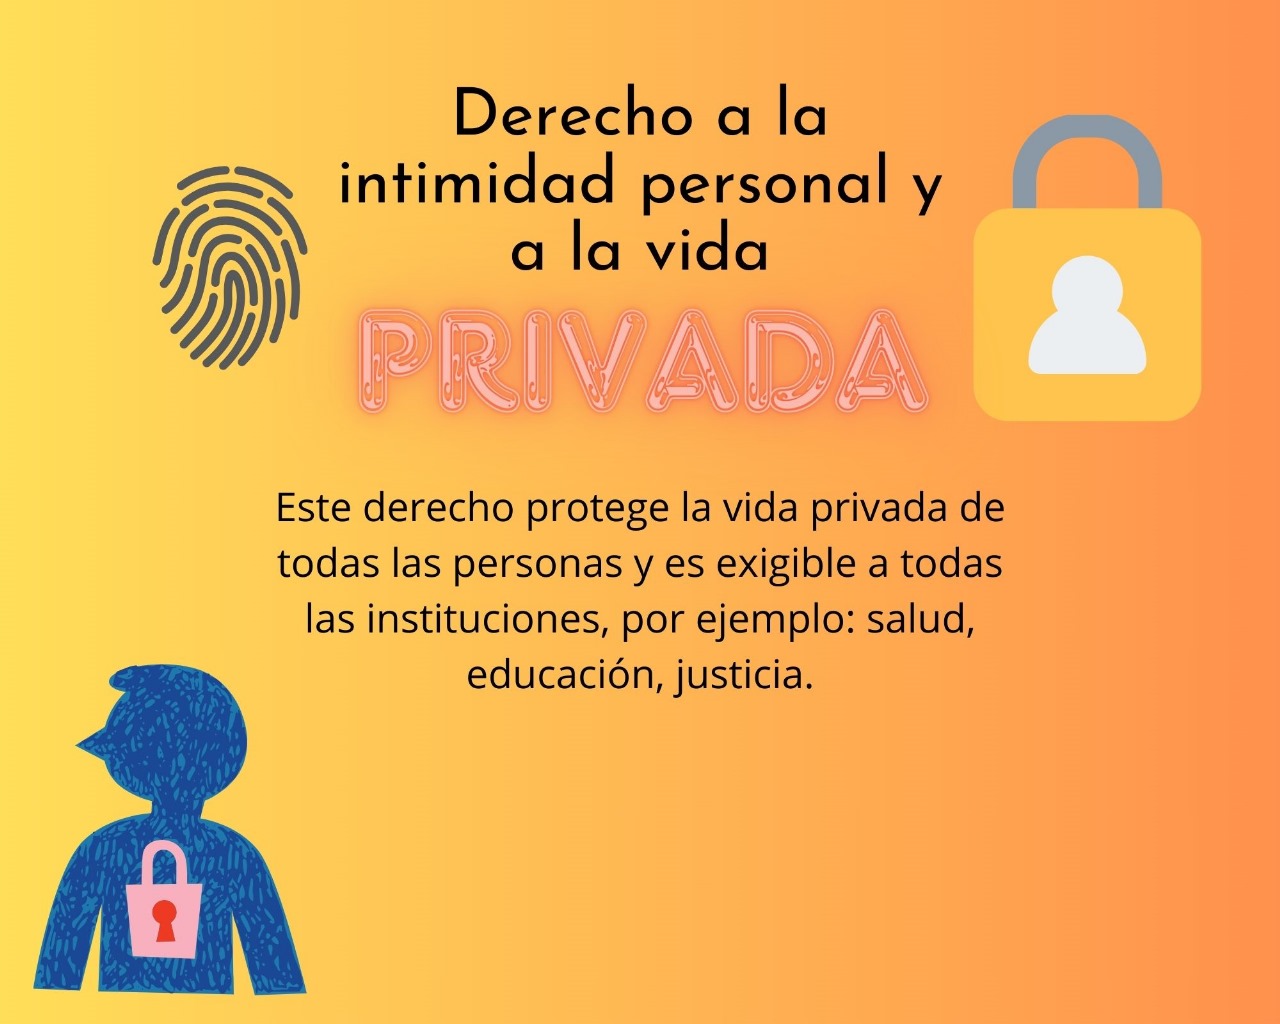 Derecho a la
intimidad personal y
a la vida
PRIVADA
Este derecho protege la vida privada de
todas las personas y es exigible a todas
las instituciones, por ejemplo: salud,
educación, justicia.